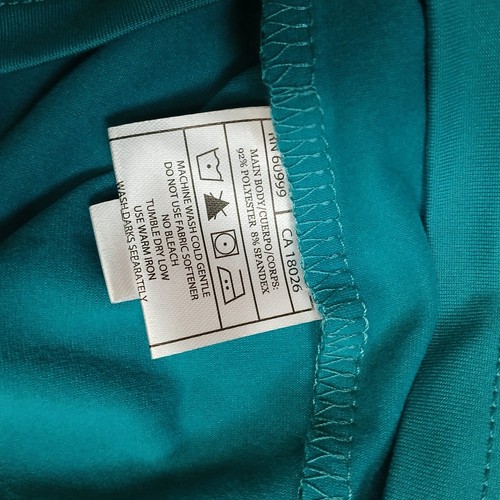 RN 60999
CA 18026
MAIN BODY/CUERPO/CORPS:
92% POLYESTER 8% SPANDEX
MACHINE WASH COLD GENTLE
DO NOT USE FABRIC SOFTENER
NO BLEACH
TUMBLE DRY LOW
USE WARM IRON
WASH DARKS SEPARATELY